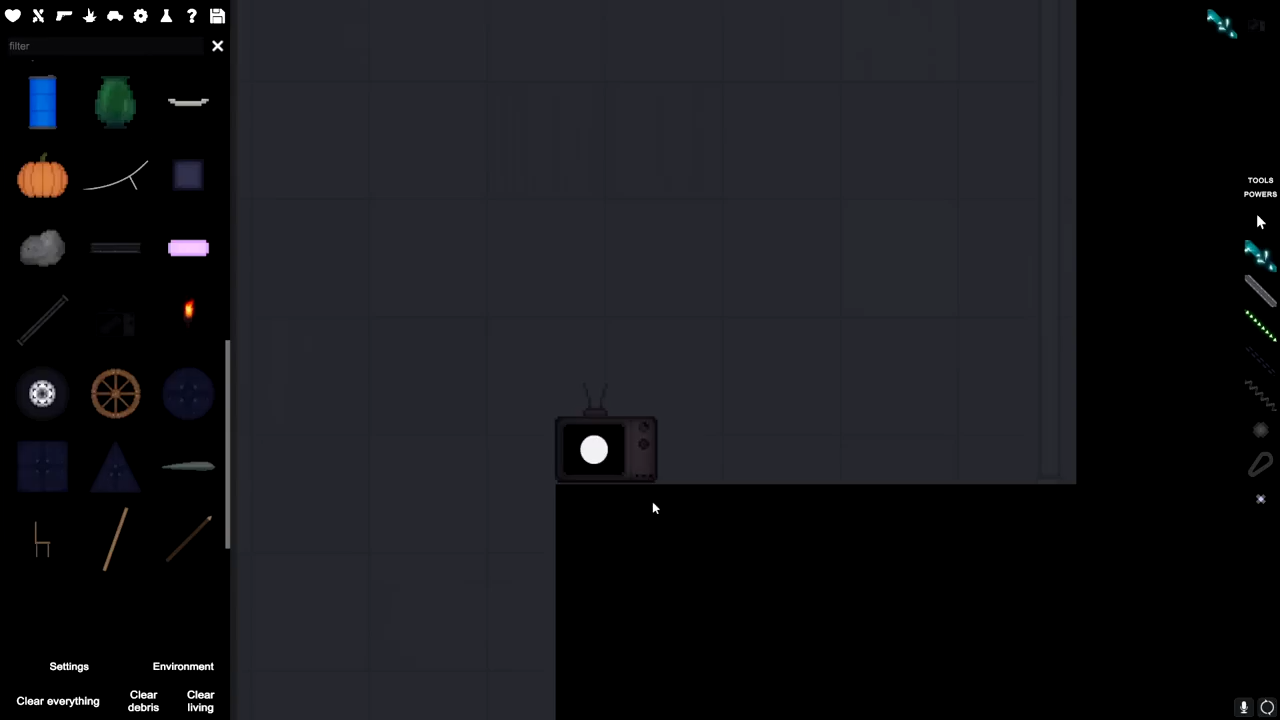 filter
TOOLS
POWERS
Settings
Environment
Clear everything
Clear
debris
Clear
living